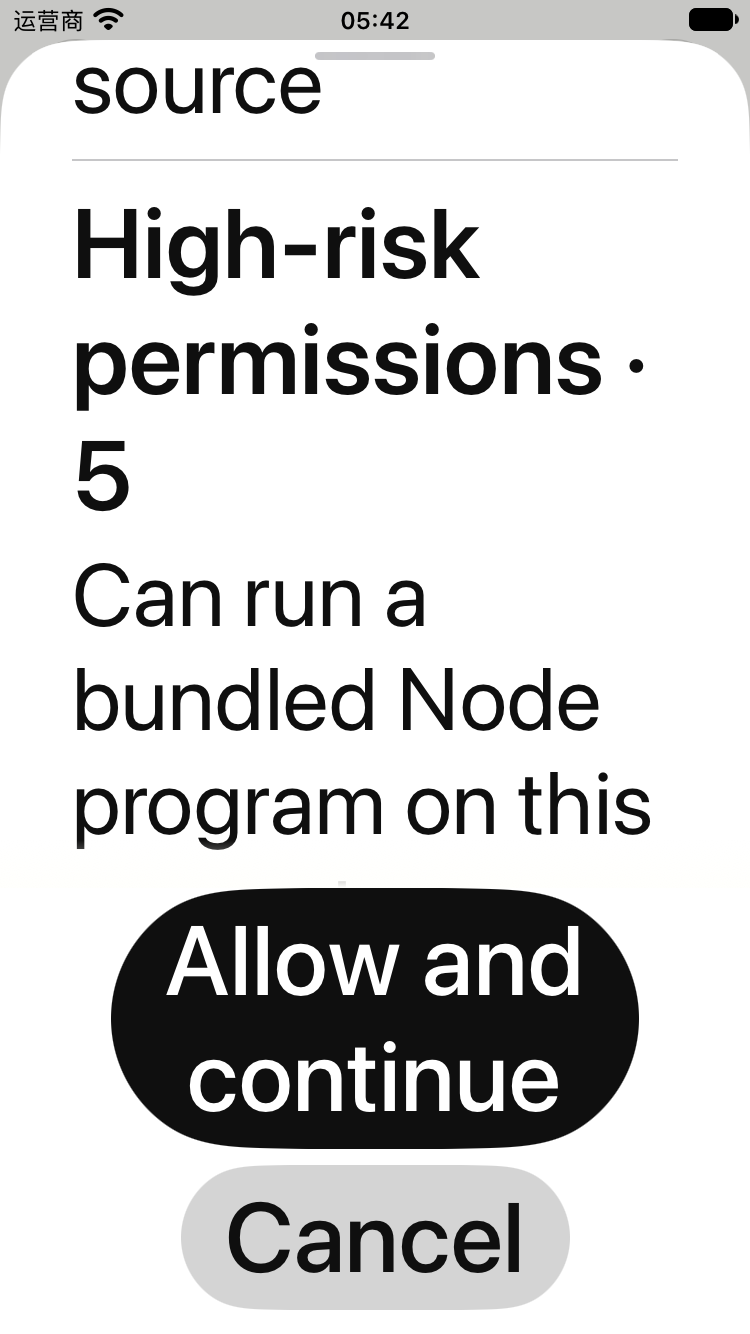 运营商
05:42
source
High-risk
permissions ·
5
Can run a
bundled Node
program on this
Allow and
continue
Cancel